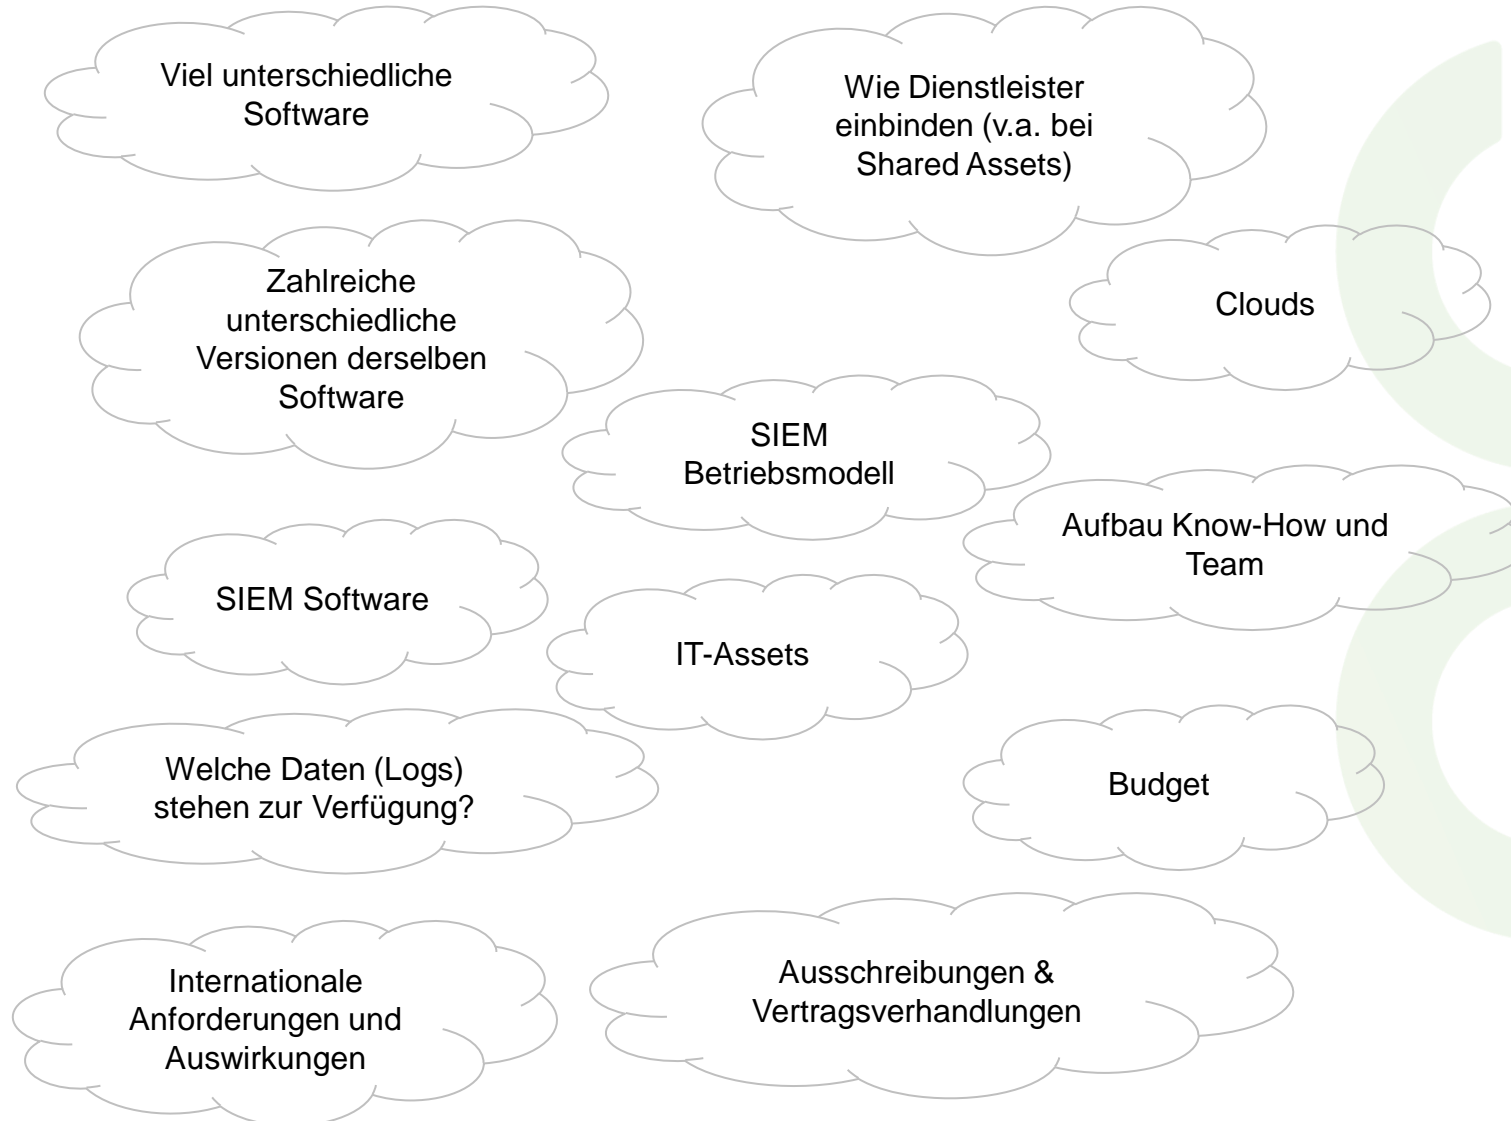 Viel unterschiedliche
Software
Wie Dienstleister
einbinden (v.a. bei
Shared Assets)
Zahlreiche
unterschiedliche
Versionen derselben
Software
Clouds
SIEM
Betriebsmodell
Aufbau Know-How und
Team
SIEM Software
IT-Assets
Welche Daten (Logs)
stehen zur Verfügung?
Budget
Internationale
Anforderungen und
Auswirkungen
Ausschreibungen &
Vertragsverhandlungen